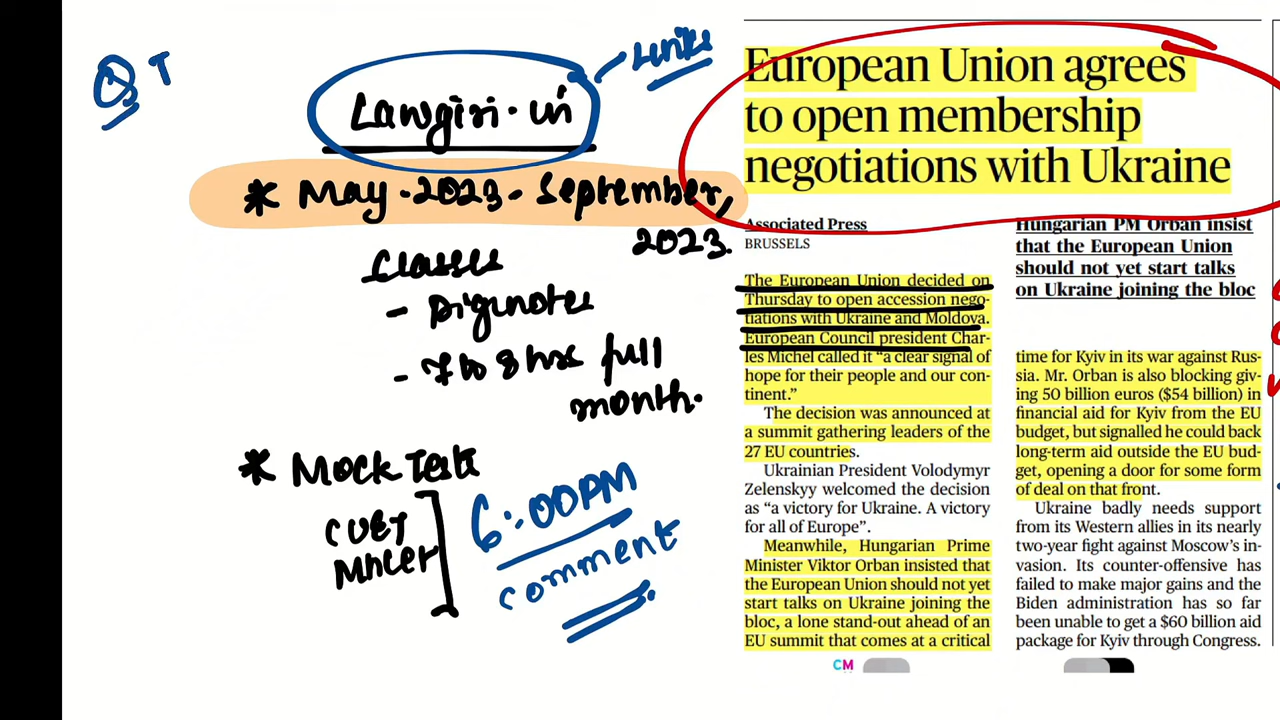 Q T
Lawgiri.in
Links
* May-2023 - September,
2023.
Classes
- Diginotes
- 7 to 8 hrs full
month.
* Mock Tests
CUET
MHCET
6:00PM
comment
European Union agrees
to open membership
negotiations with Ukraine
Associated Press
BRUSSELS
The European Union decided on
Thursday to open accession nego-
tiations with Ukraine and Moldova.
European Council president Char-
les Michel called it “a clear signal of
hope for their people and our con-
tinent.”
The decision was announced at
a summit gathering leaders of the
27 EU countries.
Ukrainian President Volodymyr
Zelenskyy welcomed the decision
as “a victory for Ukraine. A victory
for all of Europe”.
Meanwhile, Hungarian Prime
Minister Viktor Orban insisted that
the European Union should not yet
start talks on Ukraine joining the
bloc, a lone stand-out ahead of an
EU summit that comes at a critical
Hungarian PM Orban insist
that the European Union
should not yet start talks
on Ukraine joining the bloc
time for Kyiv in its war against Rus-
sia. Mr. Orban is also blocking giv-
ing 50 billion euros ($54 billion) in
financial aid for Kyiv from the EU
budget, but signalled he could back
long-term aid outside the EU bud-
get, opening a door for some form
of deal on that front.
Ukraine badly needs support
from its Western allies in its nearly
two-year fight against Moscow’s in-
vasion. Its counter-offensive has
failed to make major gains and the
Biden administration has so far
been unable to get a $60 billion aid
package for Kyiv through Congress.
CM